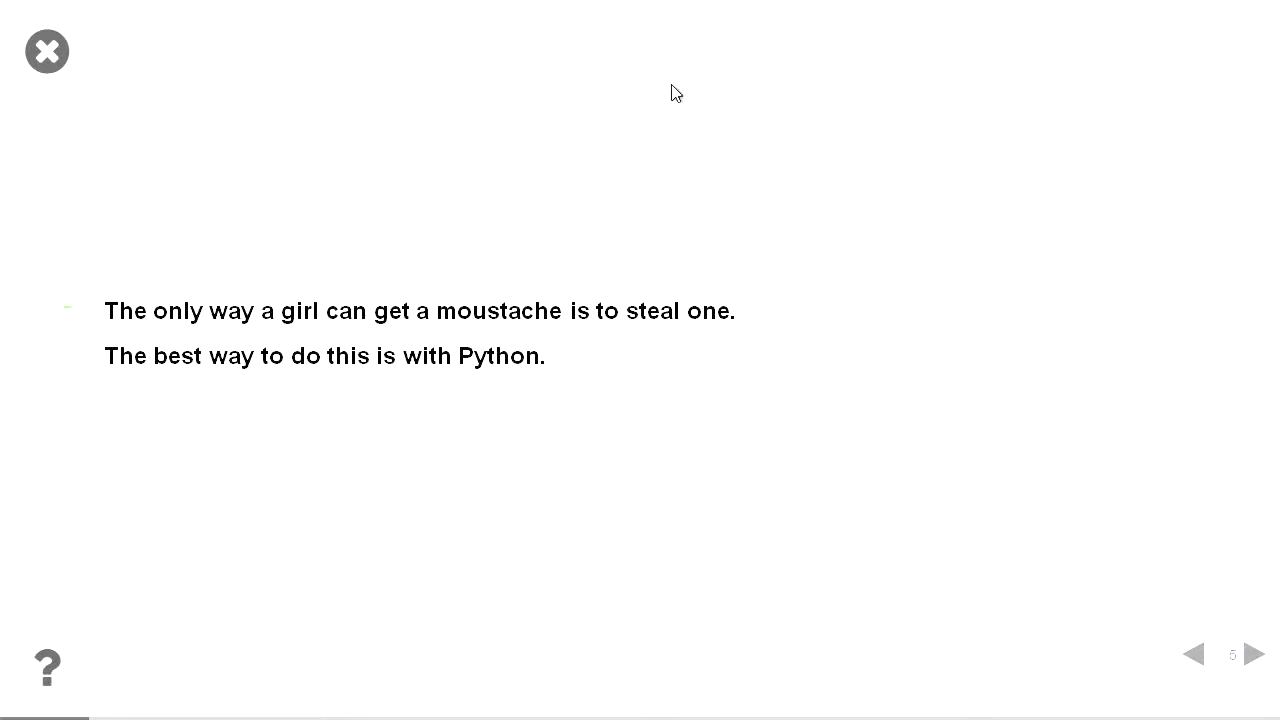 The only way a girl can get a moustache is to steal one.
The best way to do this is with Python.
?
5